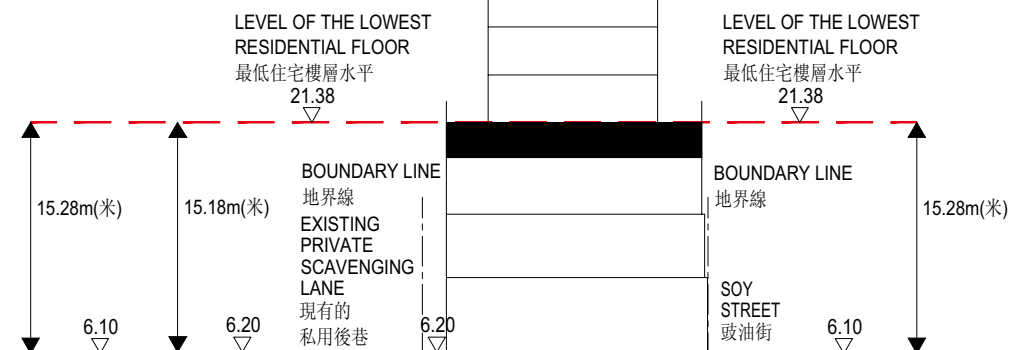 LEVEL OF THE LOWEST
RESIDENTIAL FLOOR
最低住宅樓層水平
21.38
LEVEL OF THE LOWEST
RESIDENTIAL FLOOR
最低住宅樓層水平
21.38
15.28m(米)
15.18m(米)
BOUNDARY LINE
地界線
EXISTING
PRIVATE
SCAVENGING
LANE
現有的
私用後巷
BOUNDARY LINE
地界線
15.28m(米)
SOY
STREET
豉油街
6.10
6.20
6.20
6.10